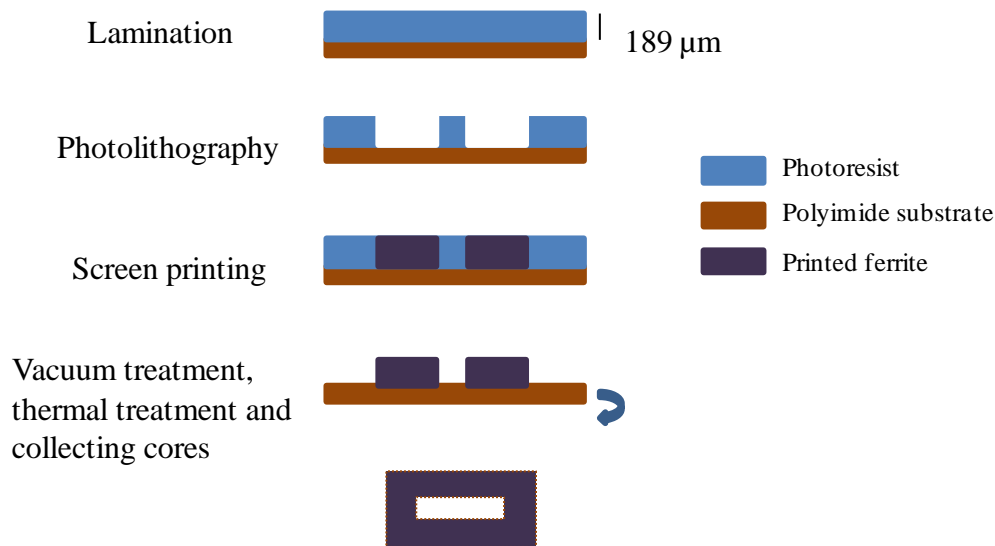 Lamination
189 µm
Photolithography
Photoresist
Polyimide substrate
Screen printing
Printed ferrite
Vacuum treatment,
thermal treatment and
collecting cores